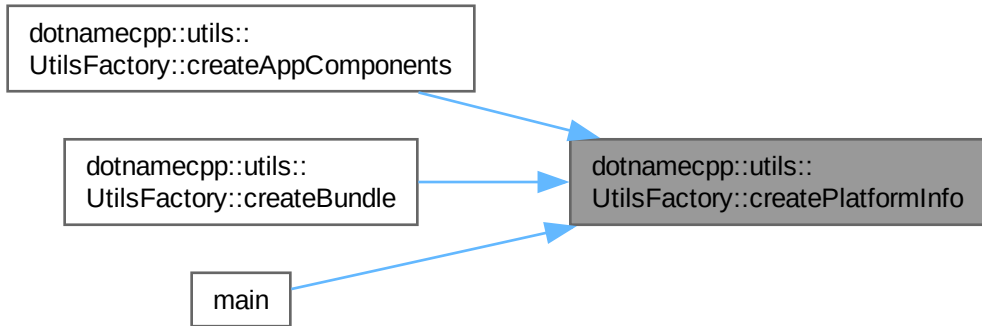 dotnamecpp::utils::
UtilsFactory::createAppComponents
dotnamecpp::utils::
UtilsFactory::createBundle
main
dotnamecpp::utils::
UtilsFactory::createPlatformInfo